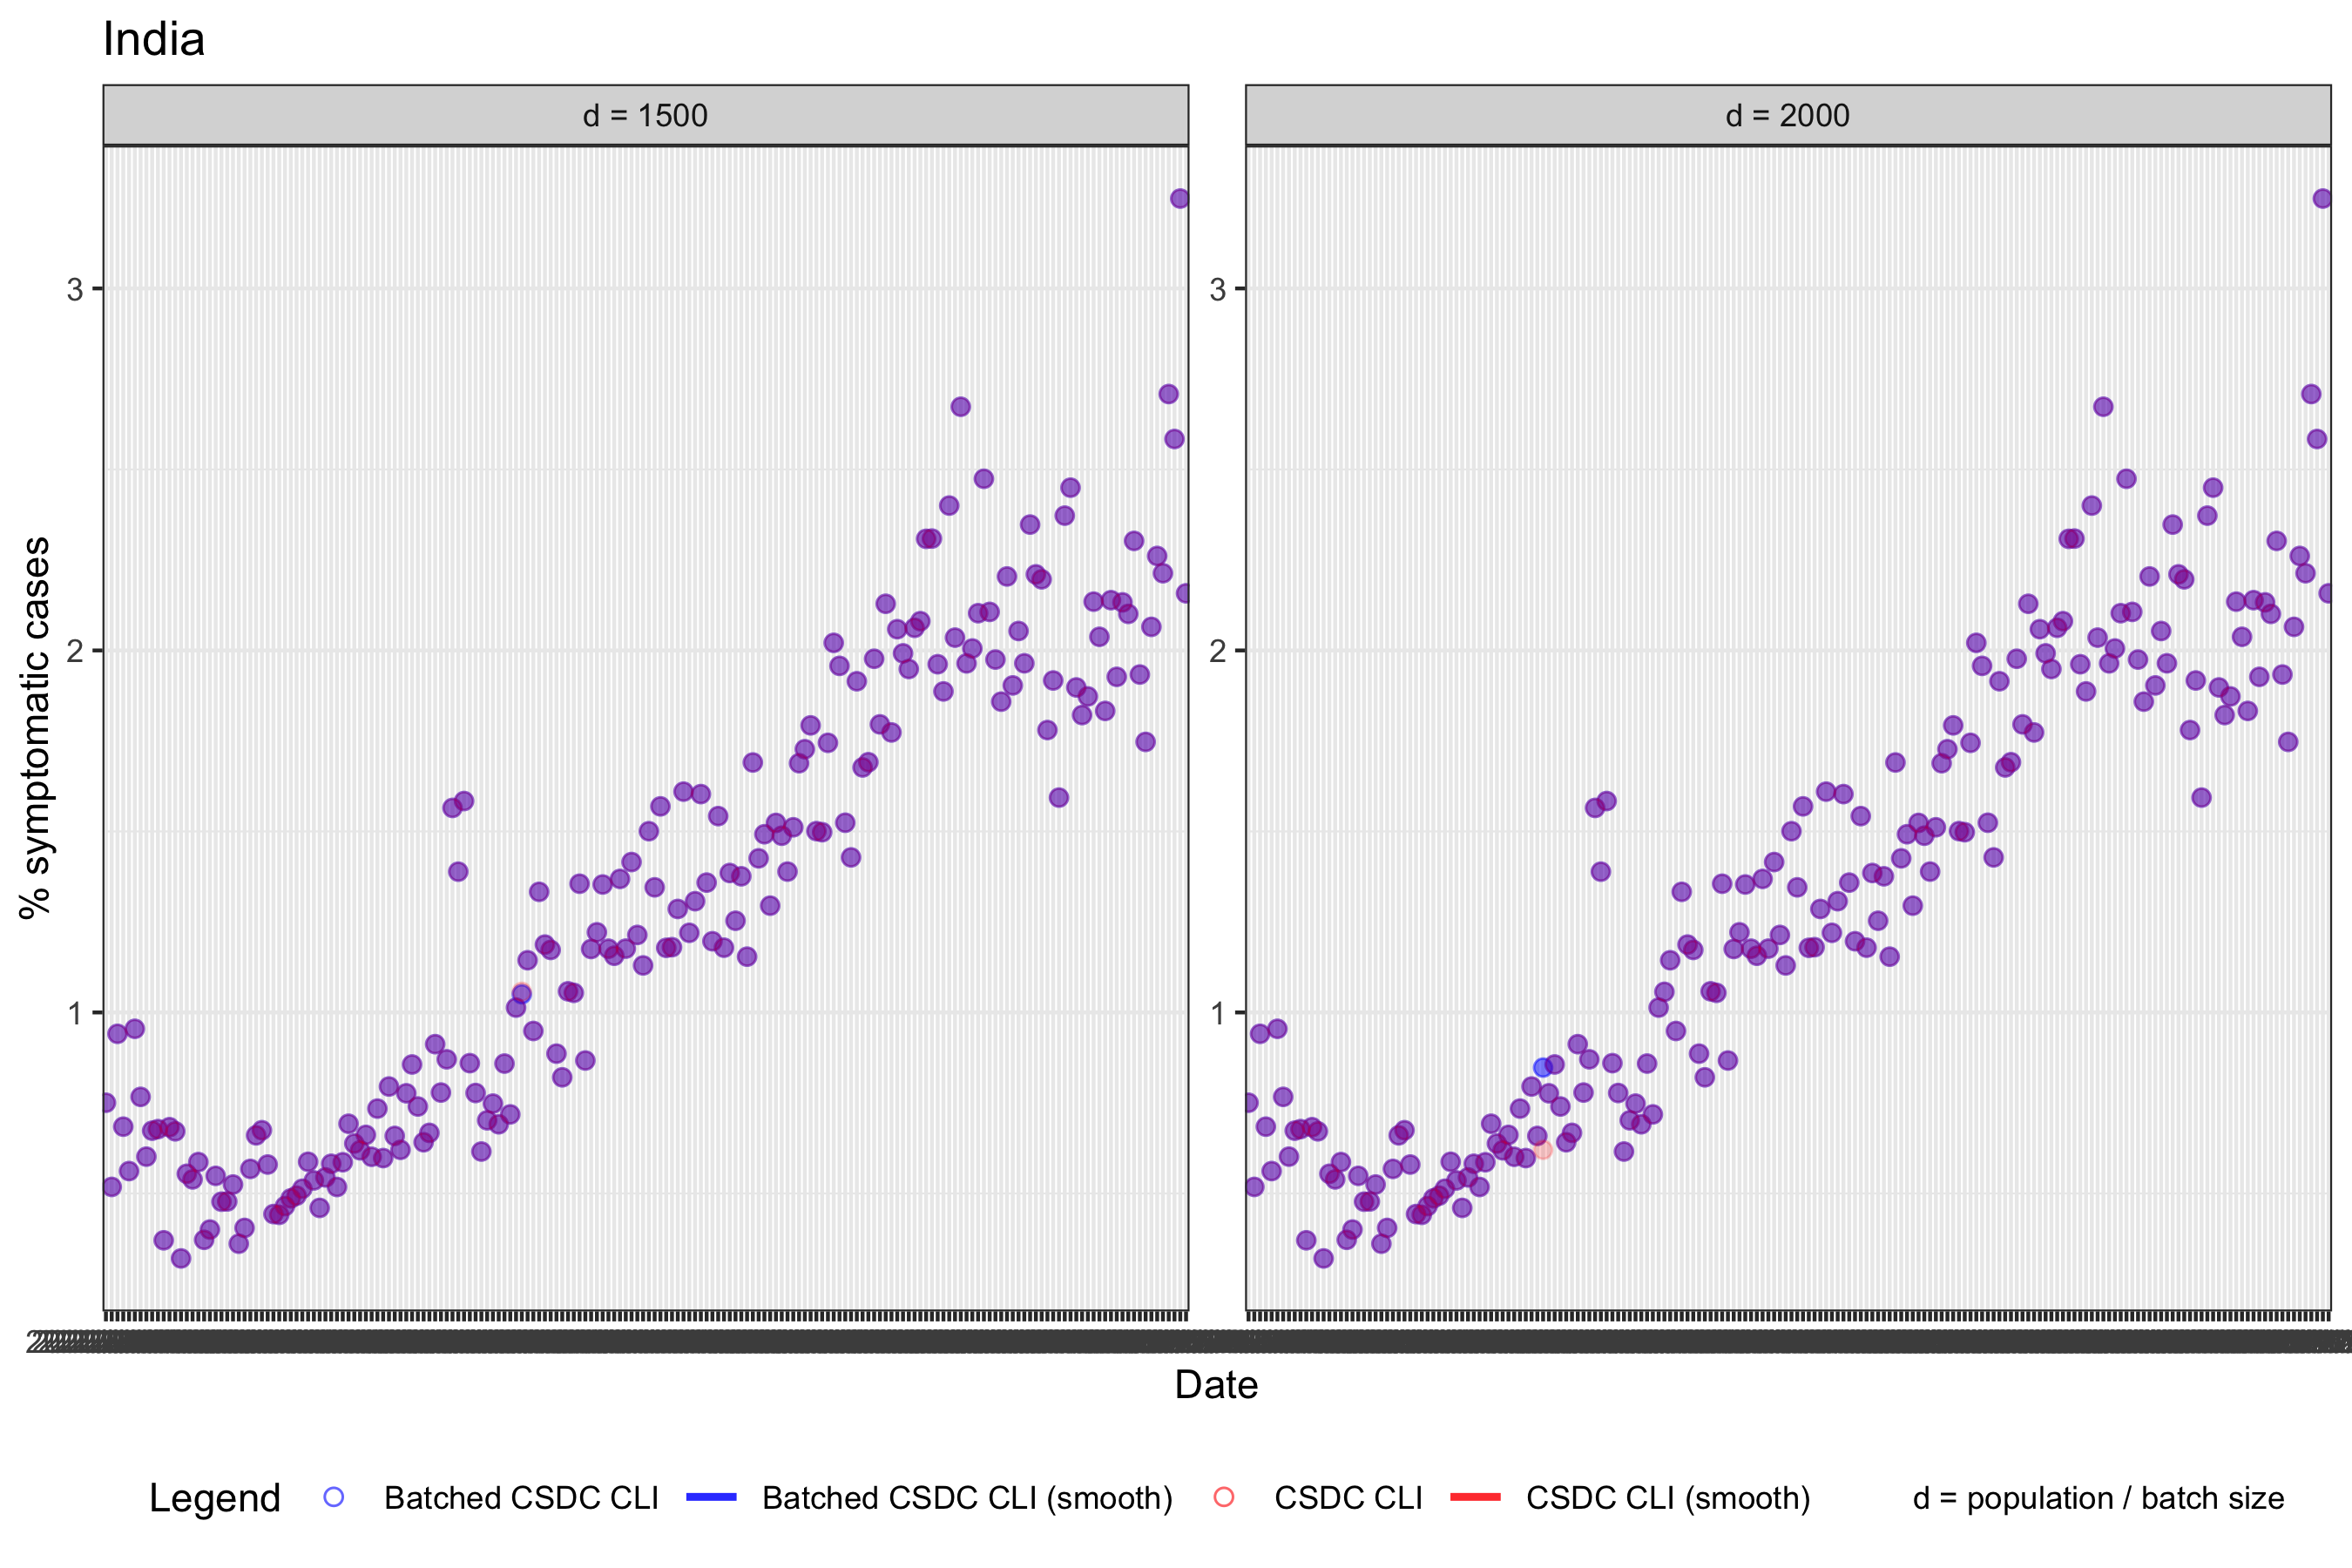 India
d = 1500
d = 2000
% symptomatic cases
3
2
1
3
2
1
Date
Legend
Batched CSDC CLI
Batched CSDC CLI (smooth)
CSDC CLI
CSDC CLI (smooth)
d = population / batch size